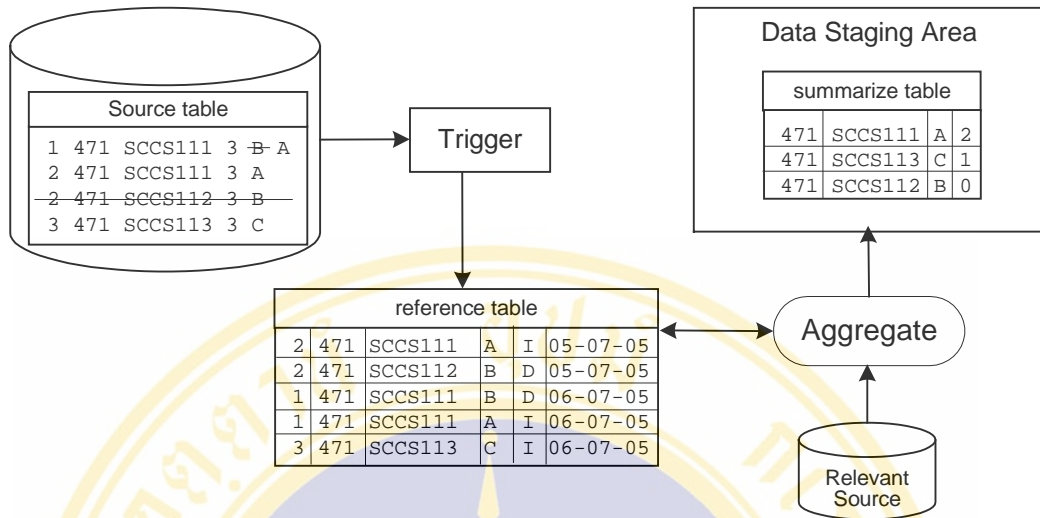 Source table
1 471 SCCS111 3 B A
2 471 SCCS111 3 A
2 471 SCCS112 3 B
3 471 SCCS113 3 C
Trigger
Data Staging Area
summarize table
471 SCCS111 A 2
471 SCCS113 C 1
471 SCCS112 B 0
reference table
2 471 SCCS111 A I 05-07-05
2 471 SCCS112 B D 05-07-05
1 471 SCCS111 B D 06-07-05
1 471 SCCS111 A I 06-07-05
3 471 SCCS113 C I 06-07-05
Aggregate
Relevant
Source